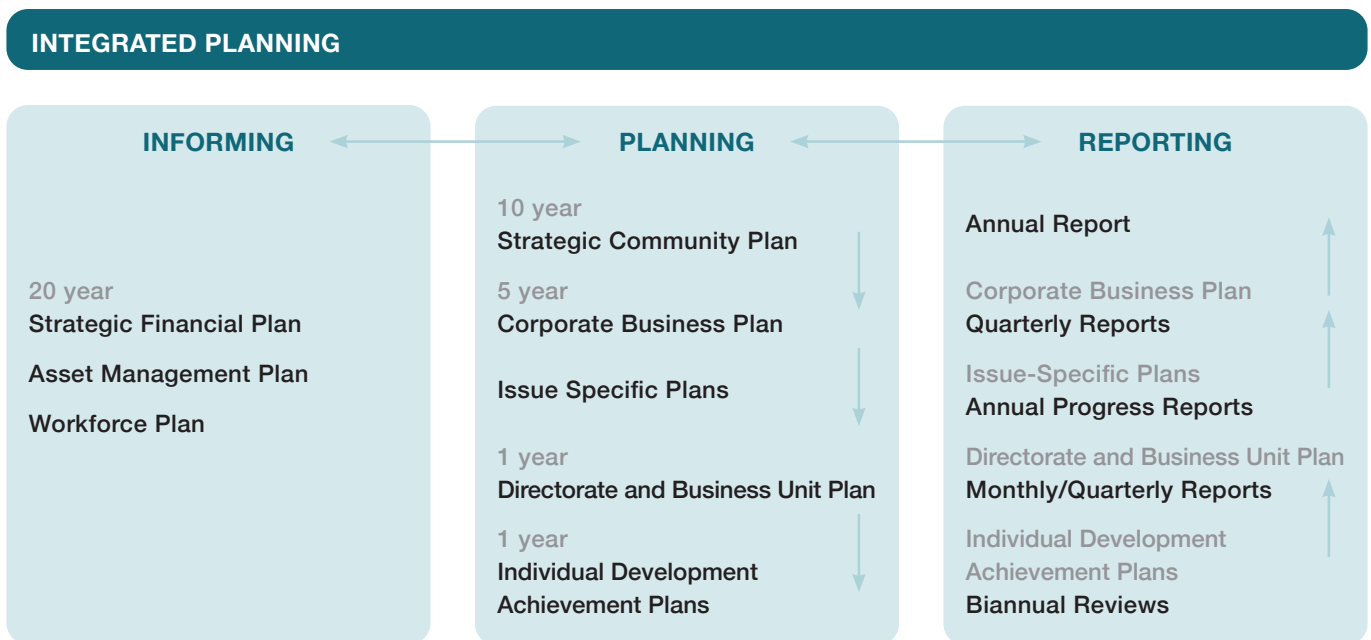 INTEGRATED PLANNING
INFORMING
20 year
Strategic Financial Plan
Asset Management Plan
Workforce Plan
PLANNING
10 year
Strategic Community Plan
5 year
Corporate Business Plan
Issue Specific Plans
1 year
Directorate and Business Unit Plan
1 year
Individual Development
Achievement Plans
REPORTING
Annual Report
Corporate Business Plan
Quarterly Reports
Issue-Specific Plans
Annual Progress Reports
Directorate and Business Unit Plan
Monthly/Quarterly Reports
Individual Development
Achievement Plans
Biannual Reviews